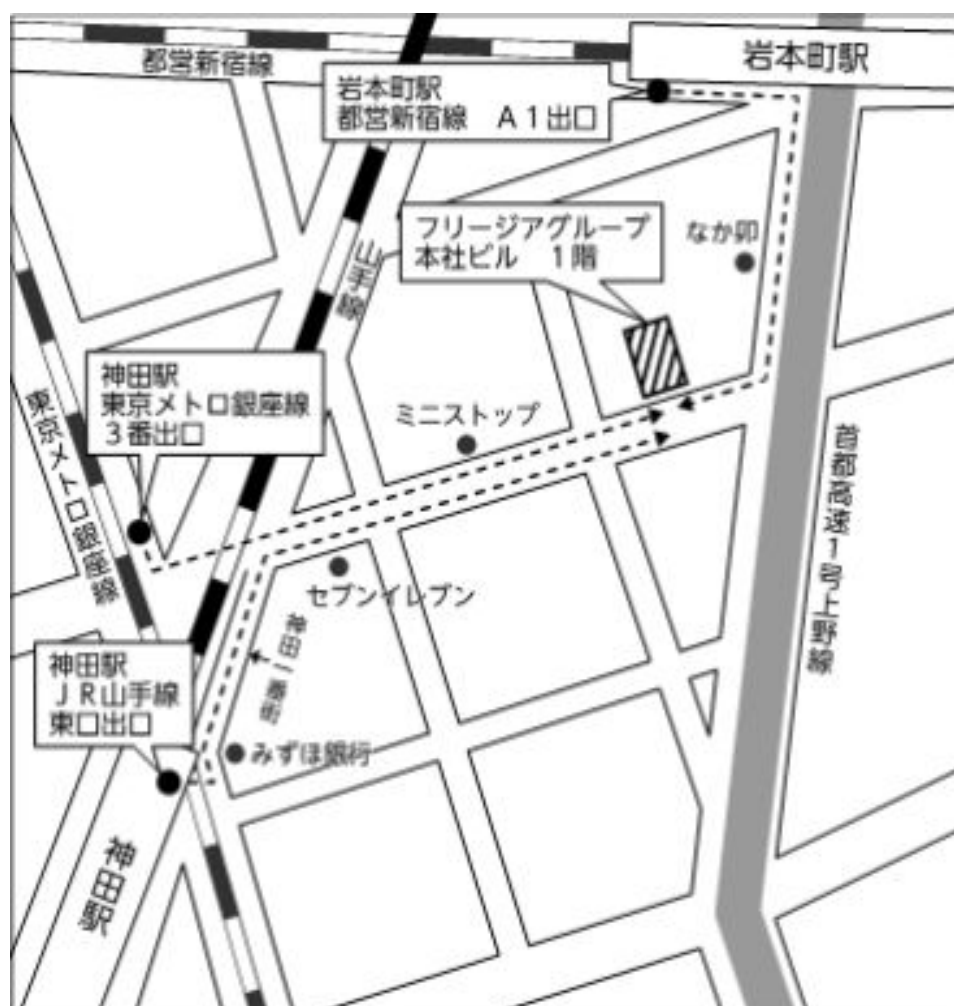 都営新宿線
岩本町駅
岩本町駅
都営新宿線　A１出口
フリージアグループ
本社ビル　１階
なか卯
山手線
神田駅
東京メトロ銀座線
３番出口
ミニストップ
東京メトロ銀座線
首都高速１号上野線
セブンイレブン
神田一番街
神田駅
ＪＲ山手線
東口出口
みずほ銀行
神田駅